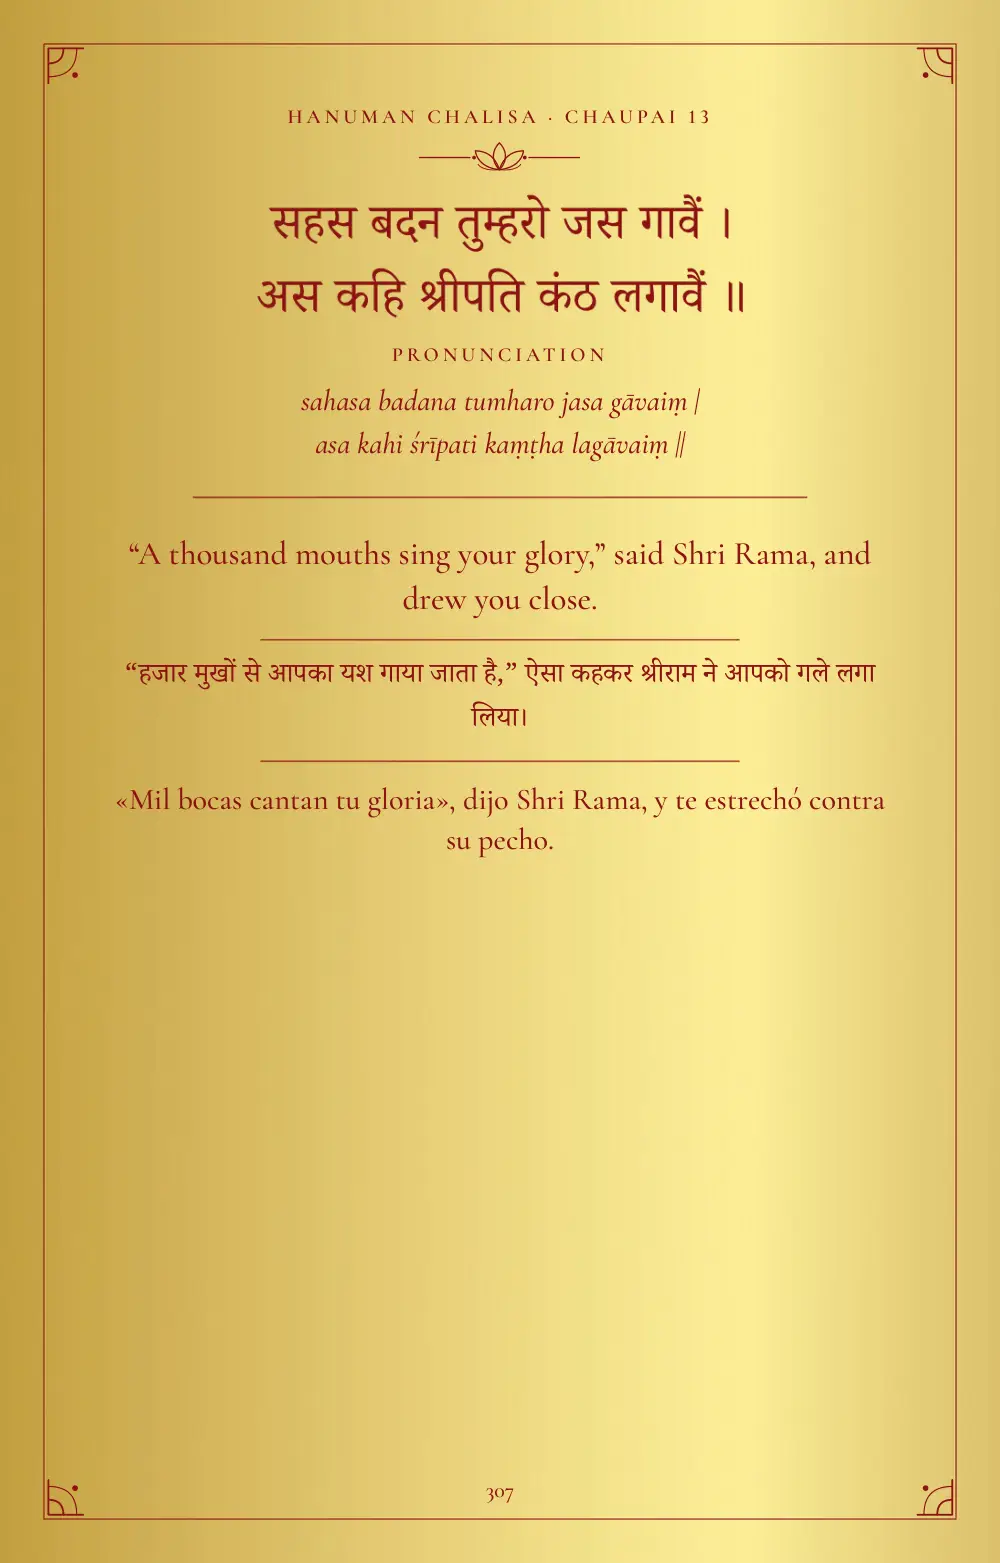 HANUMAN CHALISA · CHAUPAI 13
सहस बदन तुम्हरो जस गावैं ।
अस कहि श्रीपति कंठ लगावैं ॥
PRONUNCIATION
sahasa badana tumharo jasa gāvaiṃ |
asa kahi śrīpati kaṃṭha lagāvaiṃ ||
“A thousand mouths sing your glory,” said Shri Rama, and
drew you close.
“हजार मुखों से आपका यश गाया जाता है,” ऐसा कहकर श्रीराम ने आपको गले लगा
लिया।
«Mil bocas cantan tu gloria», dijo Shri Rama, y te estrechó contra
su pecho.
307